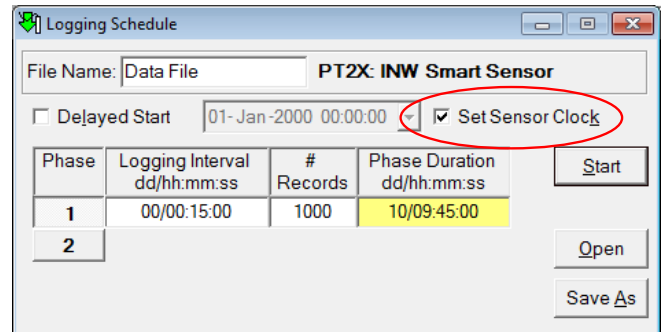 Logging Schedule
File Name: Data File PT2X: INW Smart Sensor
Delayed Start 01-Jan-2000 00:00:00 Set Sensor Clock
Phase Logging Interval dd/hh:mm:ss # Records Phase Duration dd/hh:mm:ss Start
1 00/00:15:00 1000 10/09:45:00
2 Open
Save As